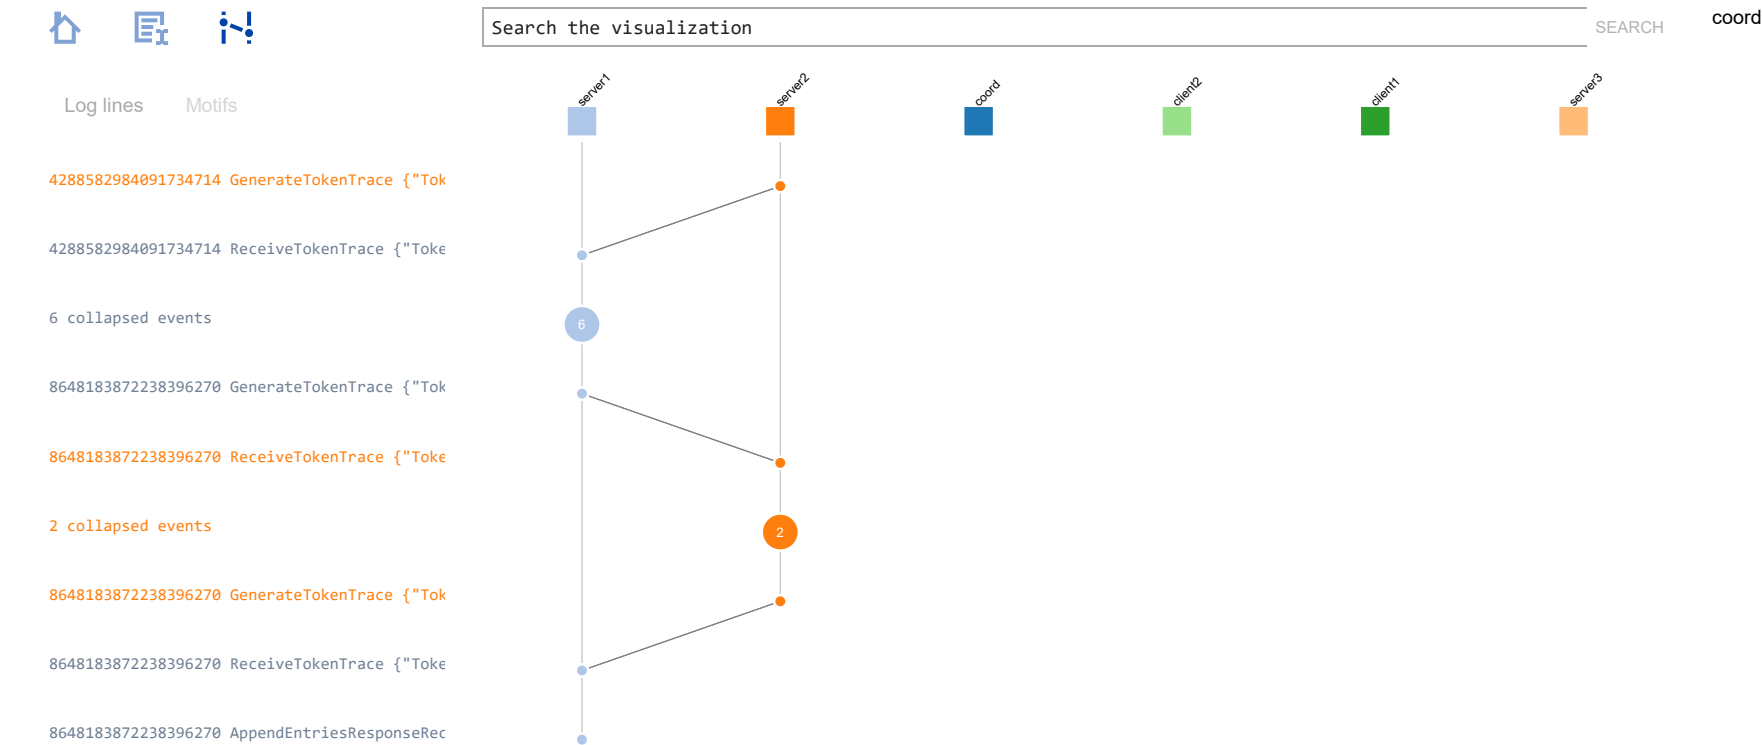 Search the visualization
SEARCH
coord
server1
server2
coord
client2
client1
server3
Log lines
Motifs
4288582984091734714 GenerateTokenTrace {"Tok
4288582984091734714 ReceiveTokenTrace {"Toke
6 collapsed events
6
8648183872238396270 GenerateTokenTrace {"Tok
8648183872238396270 ReceiveTokenTrace {"Toke
2 collapsed events
2
8648183872238396270 GenerateTokenTrace {"Tok
8648183872238396270 ReceiveTokenTrace {"Toke
8648183872238396270 AppendEntriesResponseRec